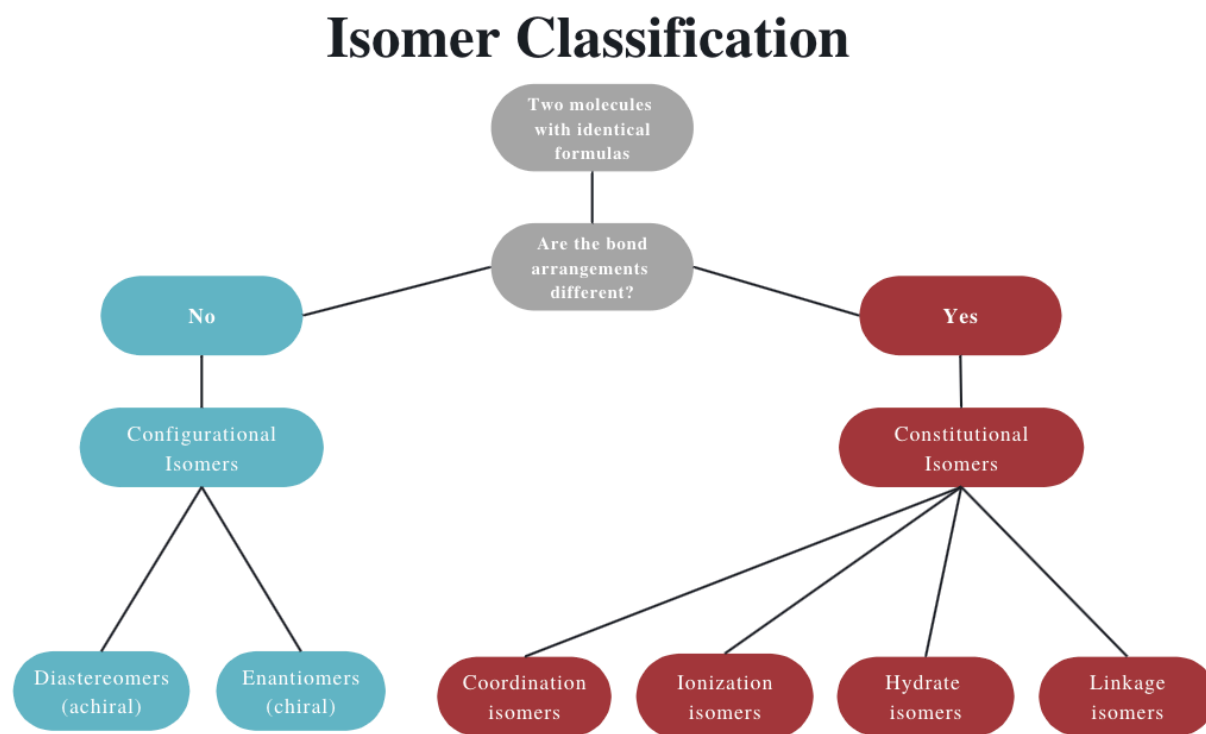 Isomer Classification
Two molecules
with identical
formulas
Are the bond
arrangements
different?
No
Yes
Configurational
Isomers
Constitutional
Isomers
Diastereomers
(achiral)
Enantiomers
(chiral)
Coordination
isomers
Ionization
isomers
Hydrate
isomers
Linkage
isomers